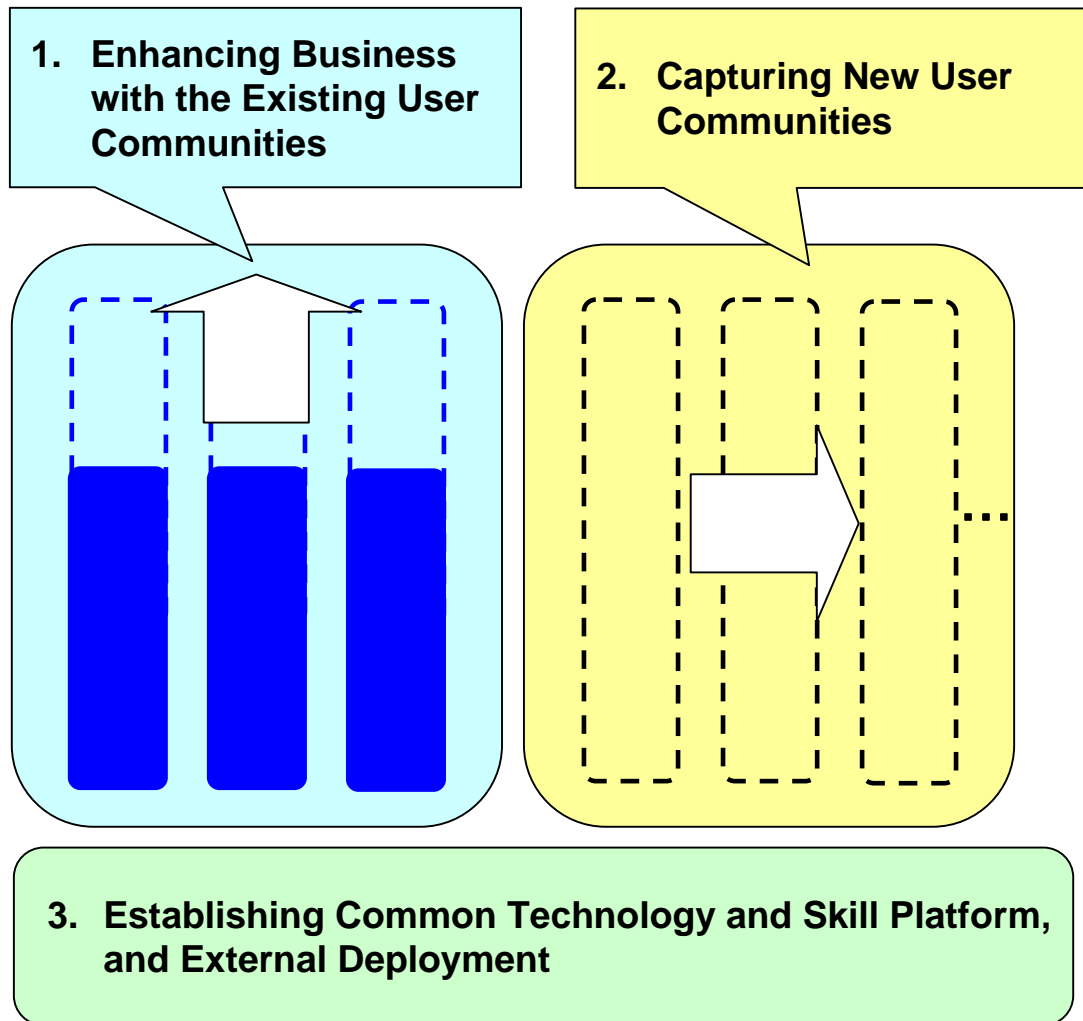 1. Enhancing Business
with the Existing User
Communities
2. Capturing New User
Communities
...
3. Establishing Common Technology and Skill Platform,
and External Deployment